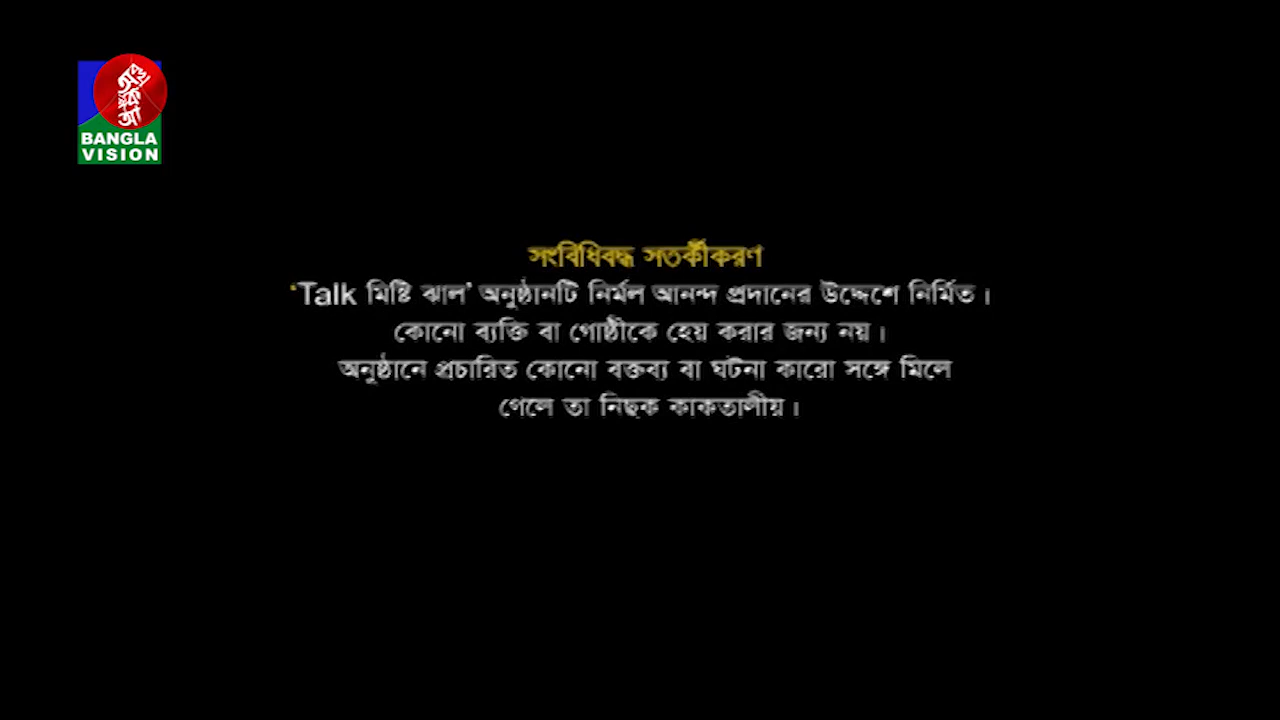 BANGLA
VISION
সংবিধিবদ্ধ সতর্কীকরণ
‘Talk মিষ্টি ঝাল’ অনুষ্ঠানটি নির্মল আনন্দ প্রদানের উদ্দেশে নির্মিত।
কোনো ব্যক্তি বা গোষ্ঠীকে হেয় করার জন্য নয়।
অনুষ্ঠানে প্রচারিত কোনো বক্তব্য বা ঘটনা কারো সঙ্গে মিলে
গেলে তা নিছক কাকতালীয়।